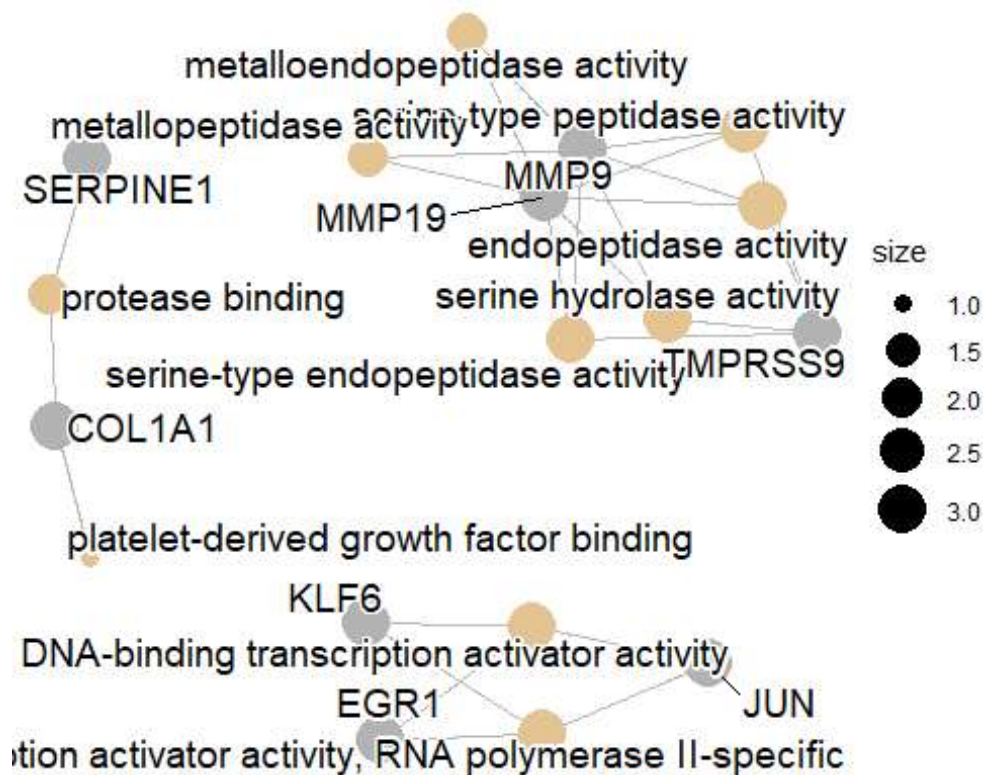 metalloendopeptidase activity
serine-type peptidase activity
metallopeptidase activity
MMP9
SERPINE1
MMP19
endopeptidase activity
size
protease binding
serine hydrolase activity
1.0
1.5
TMPRSS9
serine-type endopeptidase activity
2.0
COL1A1
2.5
3.0
platelet-derived growth factor binding
KLF6
DNA-binding transcription activator activity
EGR1
JUN
activator activity, RNA polymerase II-specific